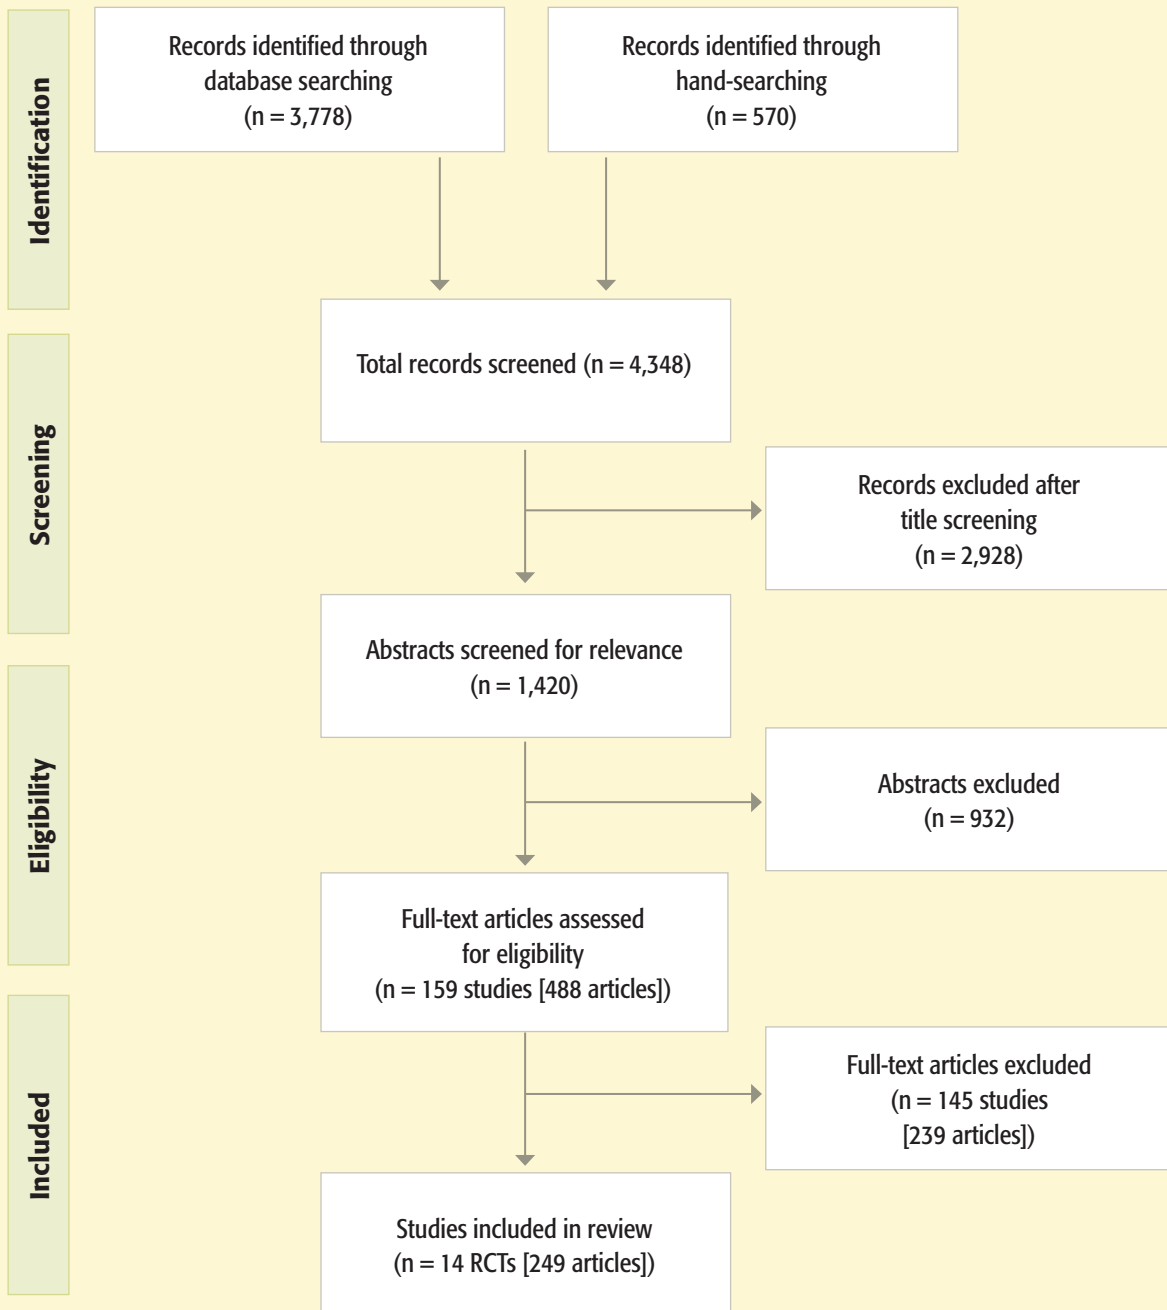 Identification
Records identified through
database searching
(n = 3,778)
Records identified through
hand-searching
(n = 570)
Screening
Total records screened (n = 4,348)
Records excluded after
title screening
(n = 2,928)
Abstracts screened for relevance
(n = 1,420)
Eligibility
Abstracts excluded
(n = 932)
Full-text articles assessed
for eligibility
(n = 159 studies [488 articles])
Included
Full-text articles excluded
(n = 145 studies
[239 articles])
Studies included in review
(n = 14 RCTs [249 articles])